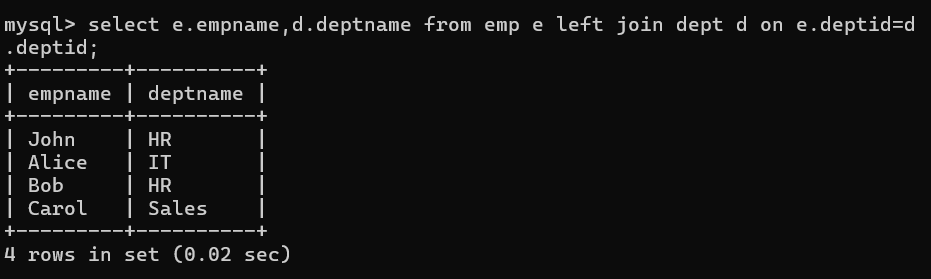 mysql> select e.empname,d.deptname from emp e left join dept d on e.deptid=d
.deptid;
+---------+----------+
| empname | deptname |
+---------+----------+
| John    | HR       |
| Alice   | IT       |
| Bob     | HR       |
| Carol   | Sales    |
+---------+----------+
4 rows in set (0.02 sec)